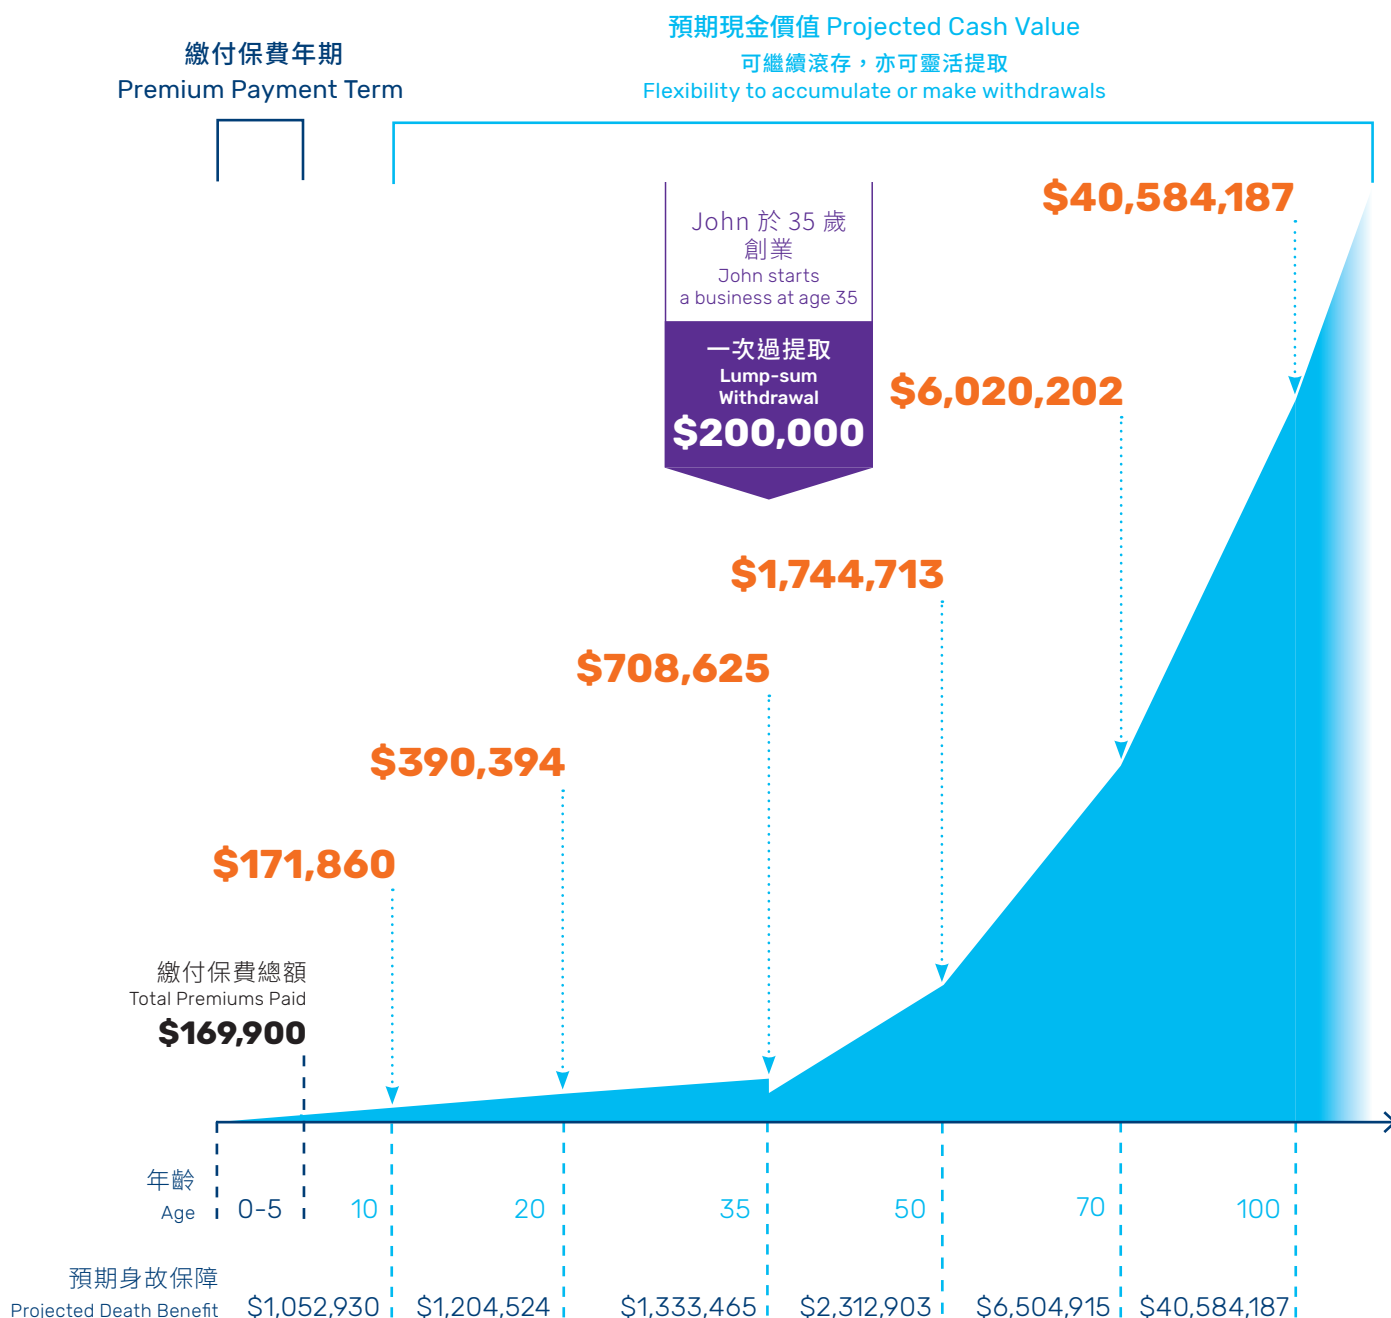 繳付保費年期
Premium Payment Term
預期現金價值 Projected Cash Value
可繼續滾存，亦可靈活提取
Flexibility to accumulate or make withdrawals
John 於 35 歲
創業
John starts
a business at age 35
一次過提取
Lump-sum
Withdrawal
$200,000
$40,584,187
$6,020,202
$1,744,713
$708,625
$390,394
$171,860
繳付保費總額
Total Premiums Paid
$169,900
年齡
Age
0-5
10
20
35
50
70
100
預期身故保障
Projected Death Benefit
$1,052,930
$1,204,524
$1,333,465
$2,312,903
$6,504,915
$40,584,187